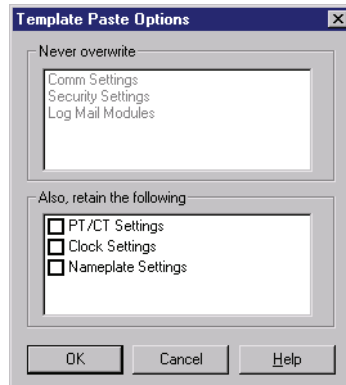 Template Paste Options
Never overwrite
Comm Settings
Security Settings
Log Mail Modules
Also, retain the following
PT/CT Settings
Clock Settings
Nameplate Settings
OK Cancel Help